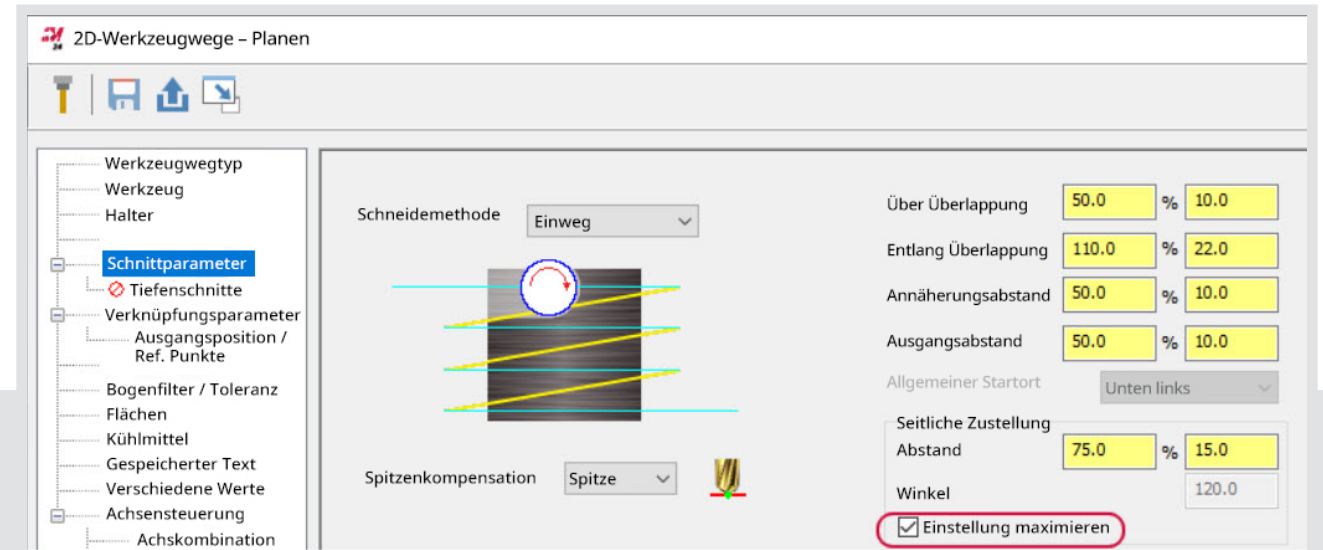 2D-Werkzeugwege – Planen
Werkzeugwegtyp
Werkzeug
Halter
Schnittparameter
Tiefenschnitte
Verknüpfungsparameter
Ausgangsposition /
Ref. Punkte
Bogenfilter / Toleranz
Flächen
Kühlmittel
Gespeicherter Text
Verschiedene Werte
Achsensteuerung
Achskombination
Schneidemethode Einweg
Spitzenkompensation Spitze
Über Überlappung 50.0 % 10.0
Entlang Überlappung 110.0 % 22.0
Annäherungsabstand 50.0 % 10.0
Ausgangsabstand 50.0 % 10.0
Allgemeiner Startort Unten links
Seitliche Zustellung
Abstand 75.0 % 15.0
Winkel 120.0
Einstellung maximieren